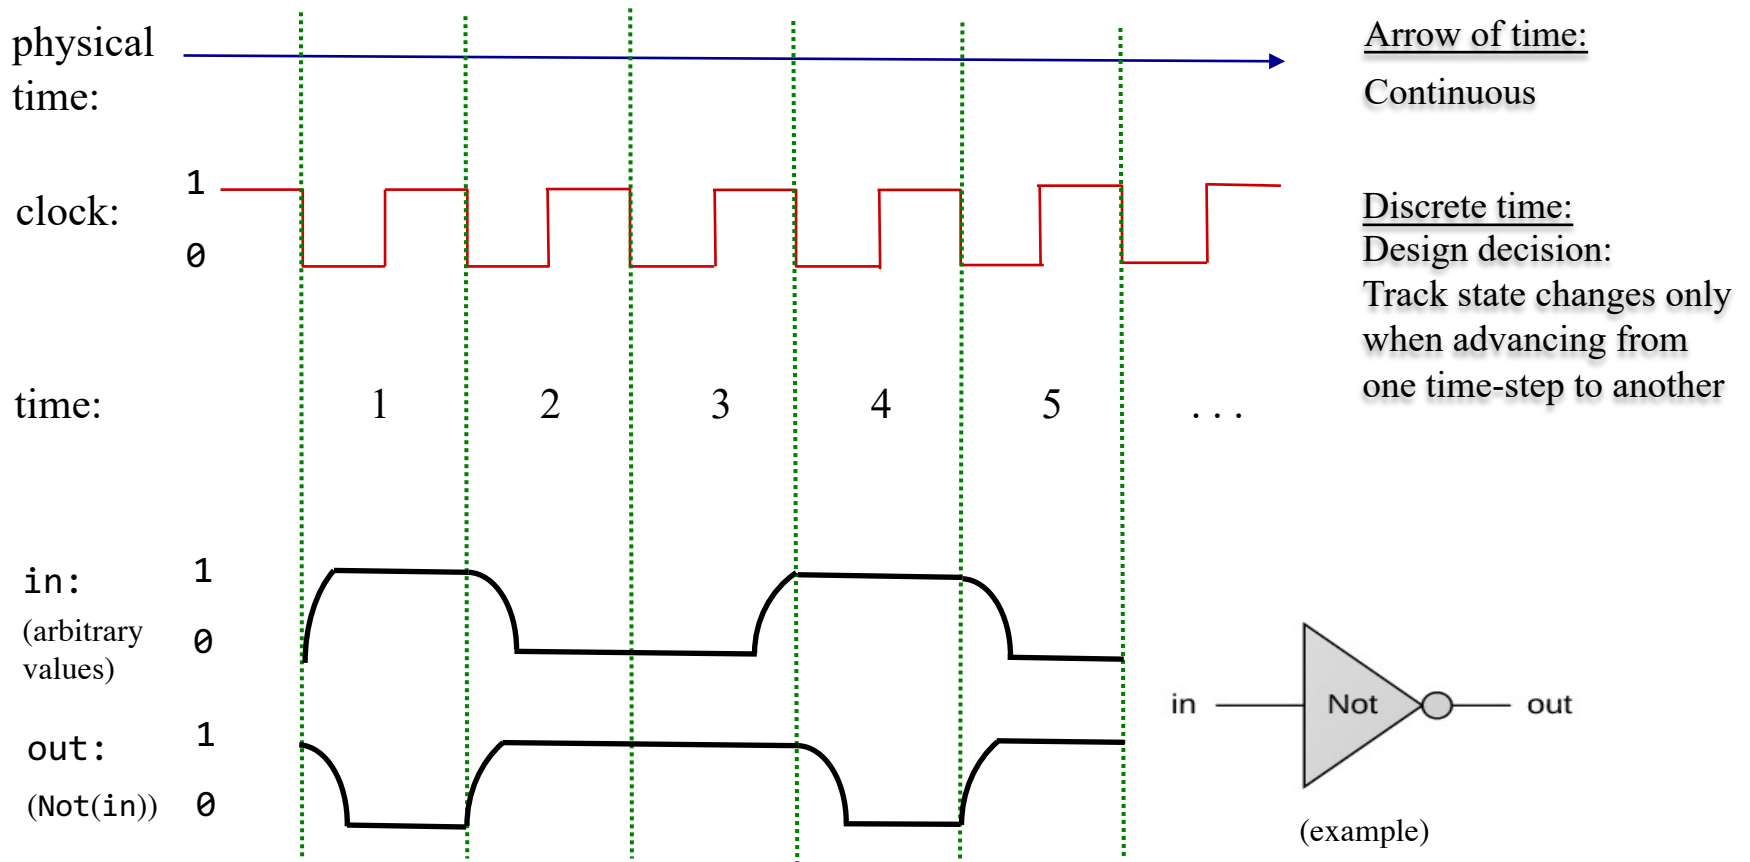 physical
time:
Arrow of time:
Continuous
clock:
1
0
Discrete time:
Design decision:
Track state changes only
when advancing from
one time-step to another
time:
1 2 3 4 5 . . .
in:
(arbitrary
values)
1
0
out:
(Not(in))
1
0
in Not out
(example)